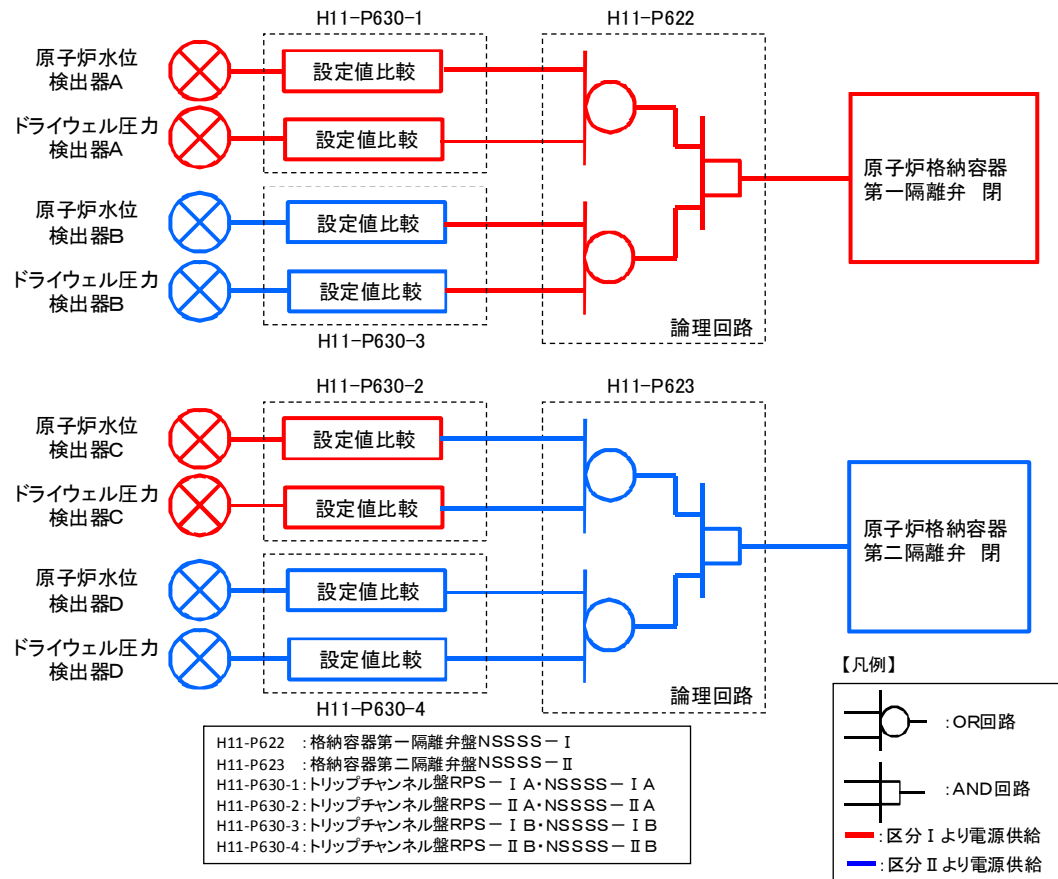 H11-P630-1
H11-P622
原子炉水位
検出器A
設定値比較
ドライウェル圧力
検出器A
設定値比較
原子炉水位
検出器B
設定値比較
ドライウェル圧力
検出器B
設定値比較
H11-P630-3
論理回路
原子炉格納容器
第一隔離弁 閉
H11-P630-2
H11-P623
原子炉水位
検出器C
設定値比較
ドライウェル圧力
検出器C
設定値比較
原子炉水位
検出器D
設定値比較
ドライウェル圧力
検出器D
設定値比較
H11-P630-4
論理回路
原子炉格納容器
第二隔離弁 閉
H11-P622 :格納容器第一隔離弁盤NSSSS-Ⅰ
H11-P623 :格納容器第二隔離弁盤NSSSS-Ⅱ
H11-P630-1:トリップチャンネル盤RPS-ⅠA・NSSSS-ⅠA
H11-P630-2:トリップチャンネル盤RPS-ⅡA・NSSSS-ⅡA
H11-P630-3:トリップチャンネル盤RPS-ⅠB・NSSSS-ⅠB
H11-P630-4:トリップチャンネル盤RPS-ⅡB・NSSSS-ⅡB
【凡例】
:OR回路
:AND回路
:区分Ⅰより電源供給
:区分Ⅱより電源供給